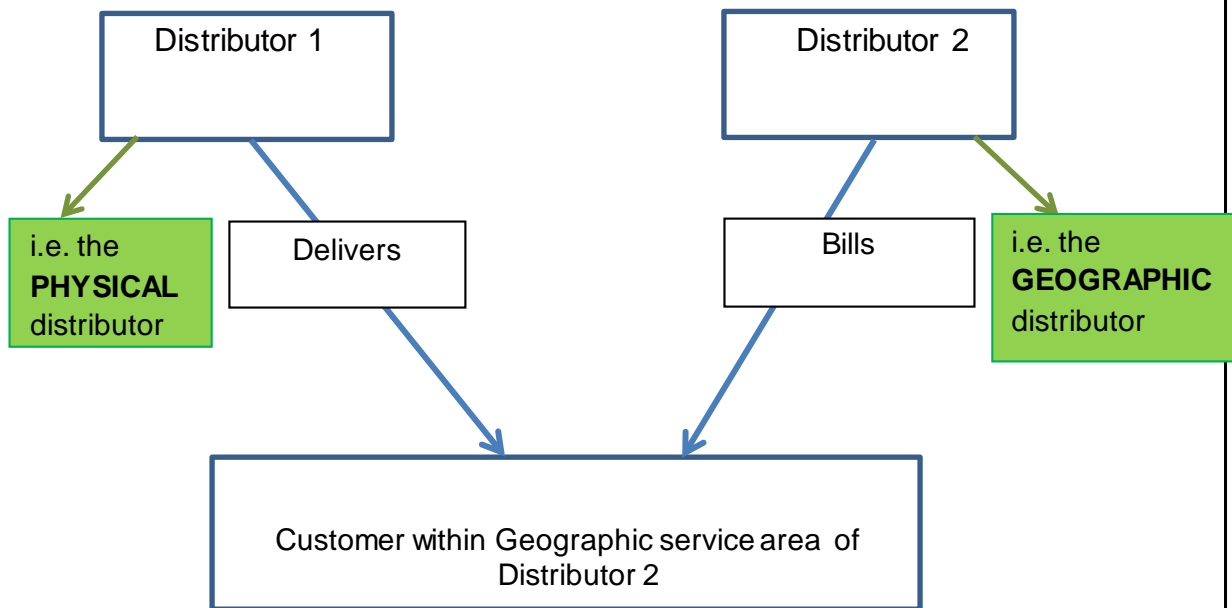 Distributor 1
Distributor 2
i.e. the
PHYSICAL
distributor
Delivers
Bills
i.e. the
GEOGRAPHIC
distributor
Customer within Geographic service area of
Distributor 2